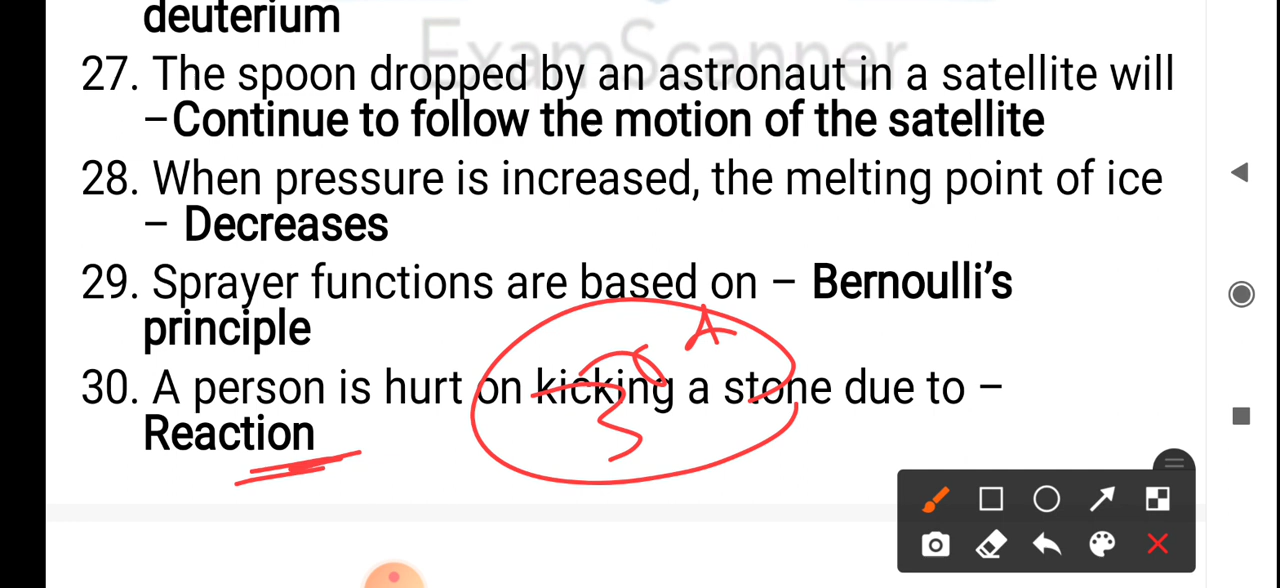 deuterium
ExamScanner
27. The spoon dropped by an astronaut in a satellite will
–Continue to follow the motion of the satellite
28. When pressure is increased, the melting point of ice
– Decreases
29. Sprayer functions are based on – Bernoulli’s
principle
30. A person is hurt on kicking a stone due to –
Reaction